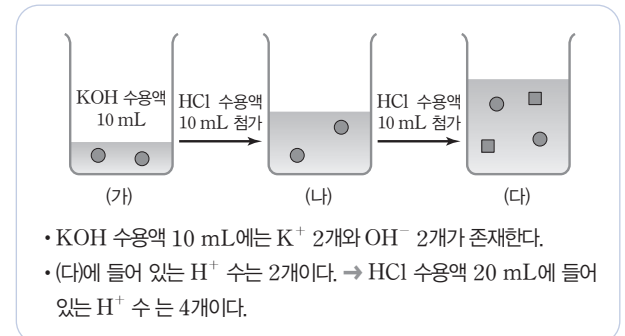 KOH 수용액
10 mL
HCl 수용액
10 mL 첨가
HCl 수용액
10 mL 첨가
(가)
(나)
(다)
• KOH 수용액 10 mL에는 K⁺ 2개와 OH⁻ 2개가 존재한다.
• (다)에 들어 있는 H⁺ 수는 2개이다. → HCl 수용액 20 mL에 들어
있는 H⁺ 수 는 4개이다.